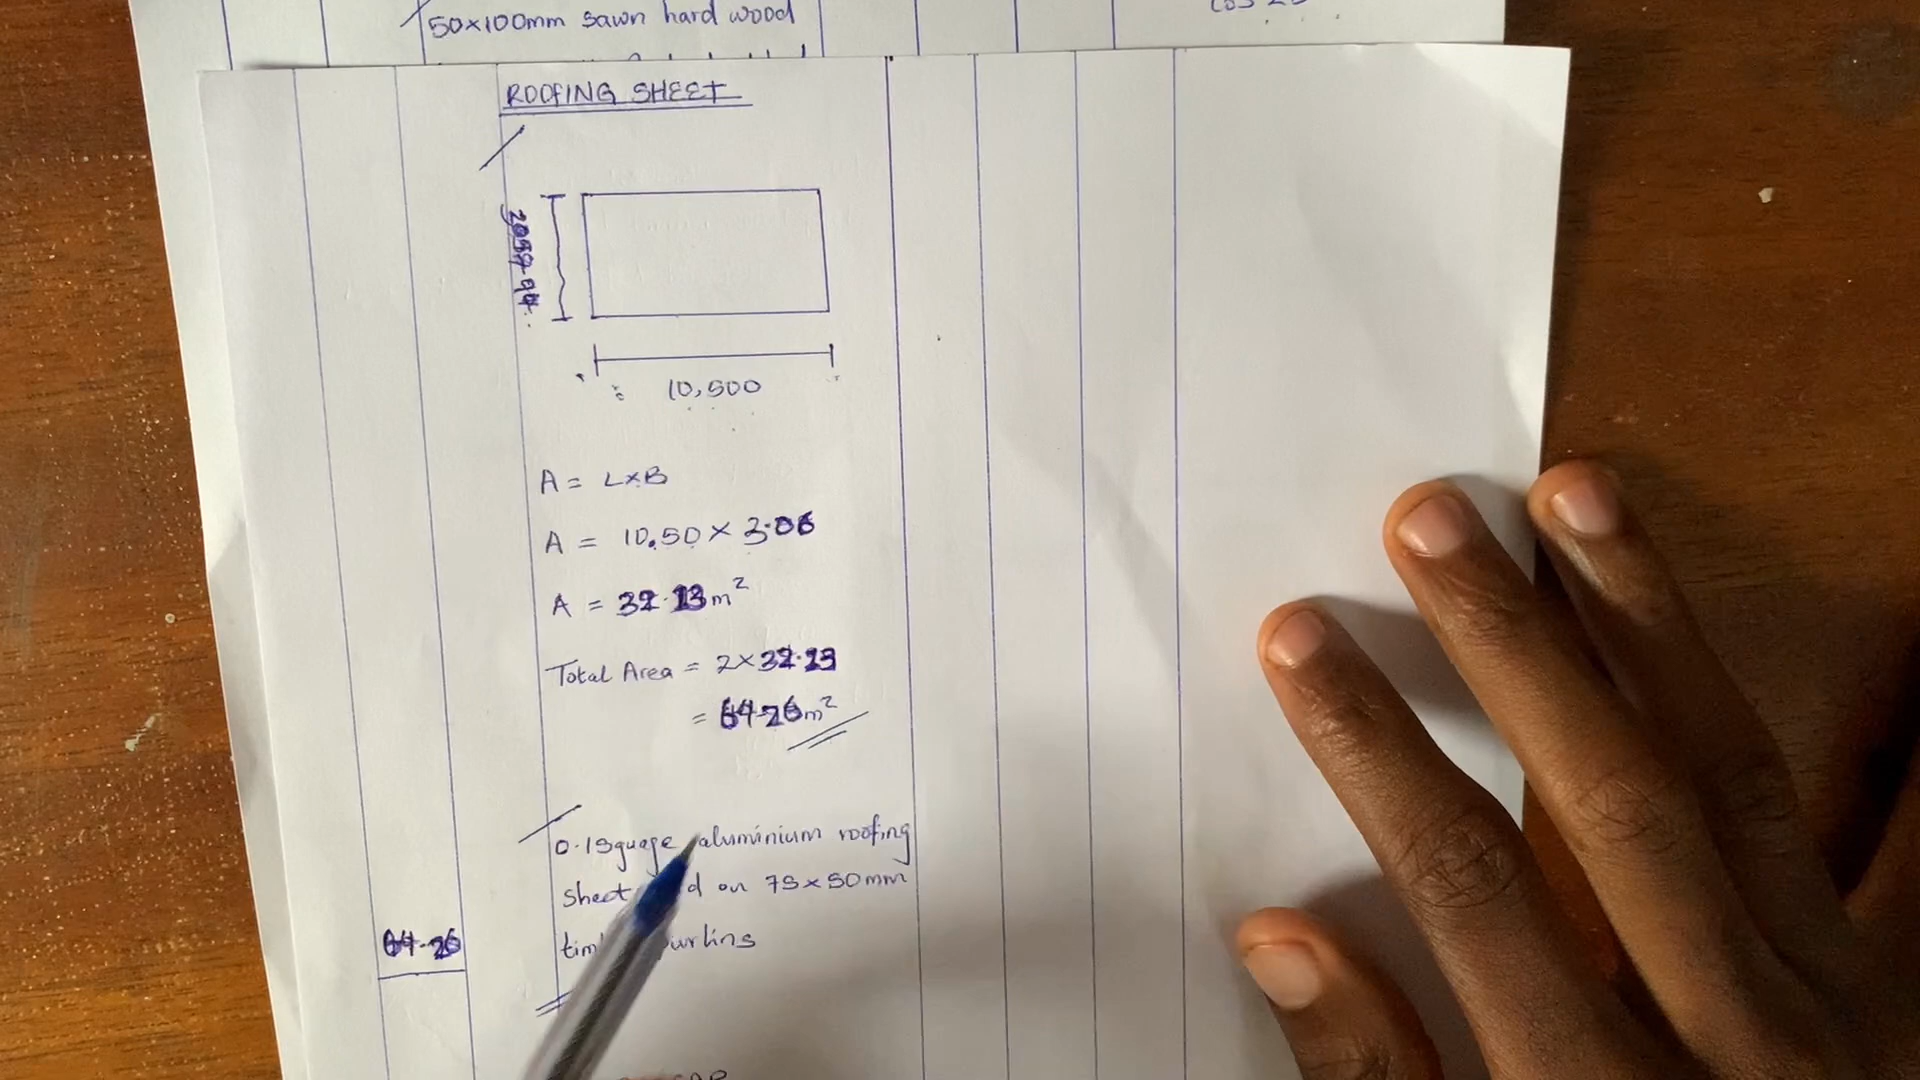 50x100mm sawn hard wood
ROOFING SHEET
10,500
A = L×B
A = 10.50 × 3.06
A = 32.13m²
Total Area = 2×32.13
= 64.26m²
0.15guage aluminium roofing
sheet on 75×50mm
purlins
64.26